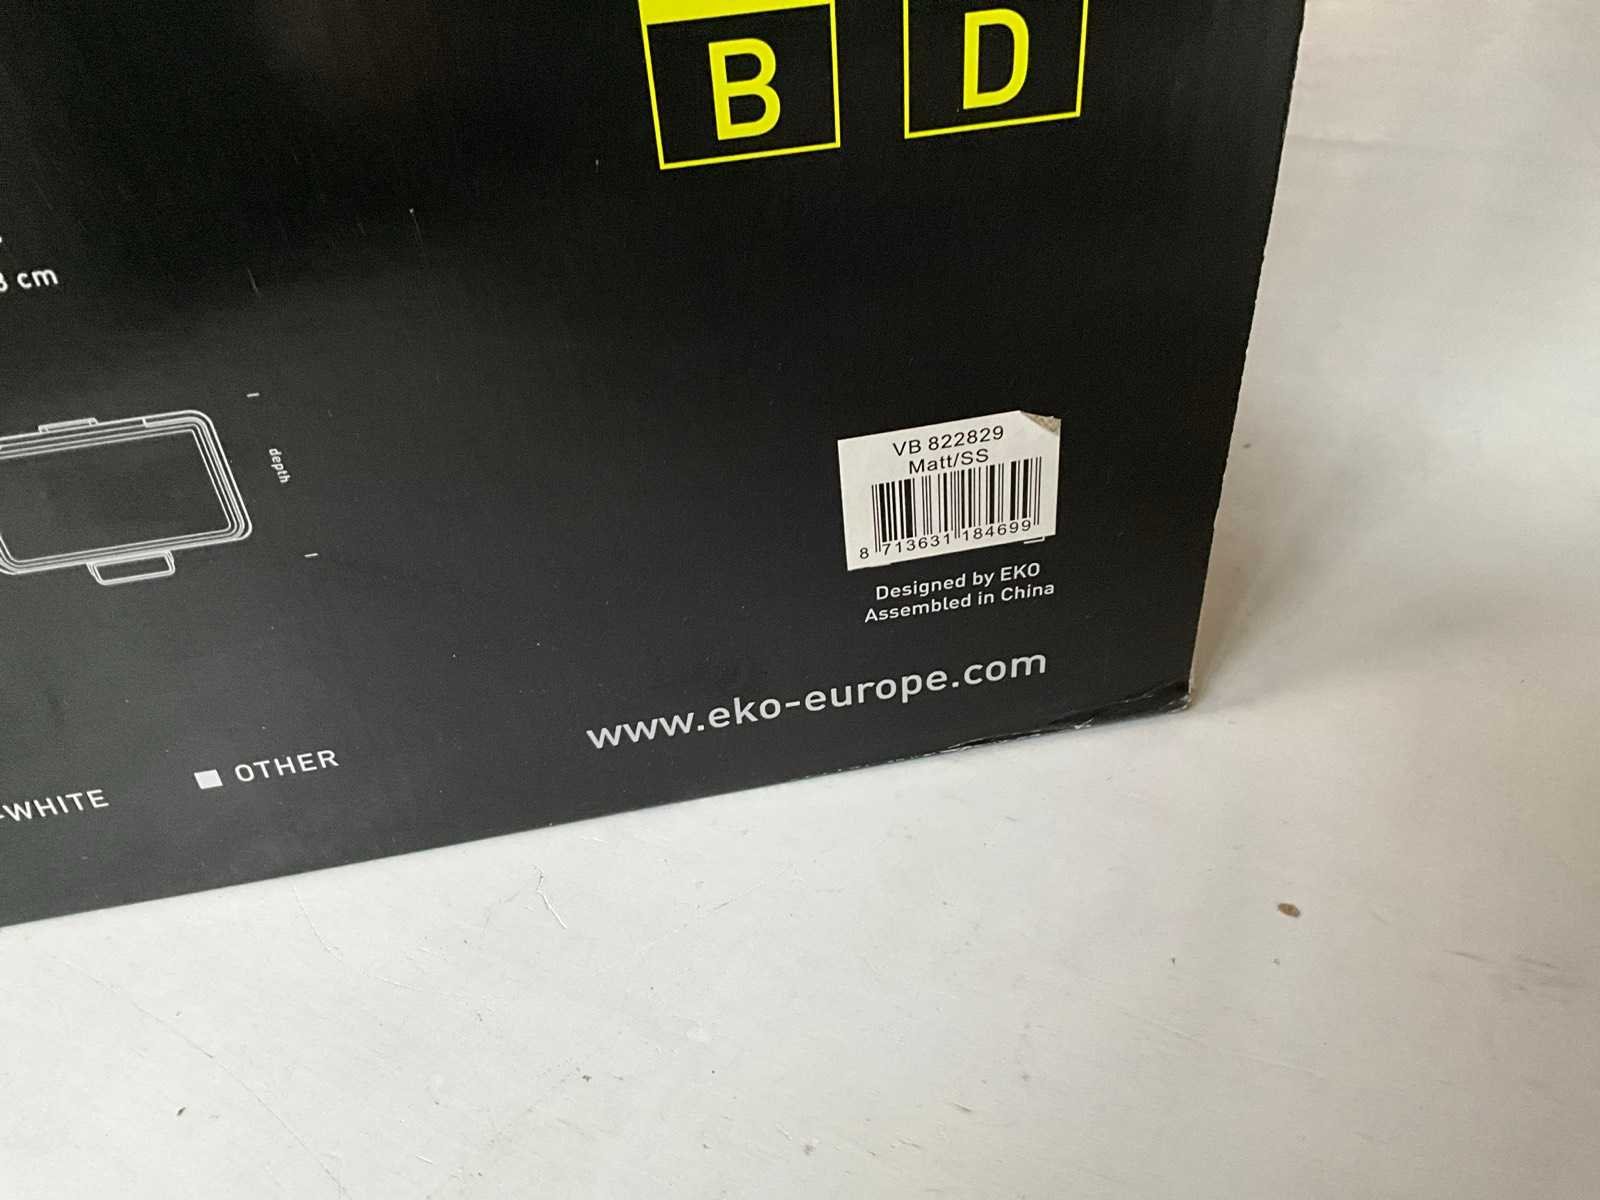 B
D
cm
depth
VB 822829
Matt/SS
8 713631 184699
Designed by EKO
Assembled in China
www.eko-europe.com
OTHER
-WHITE